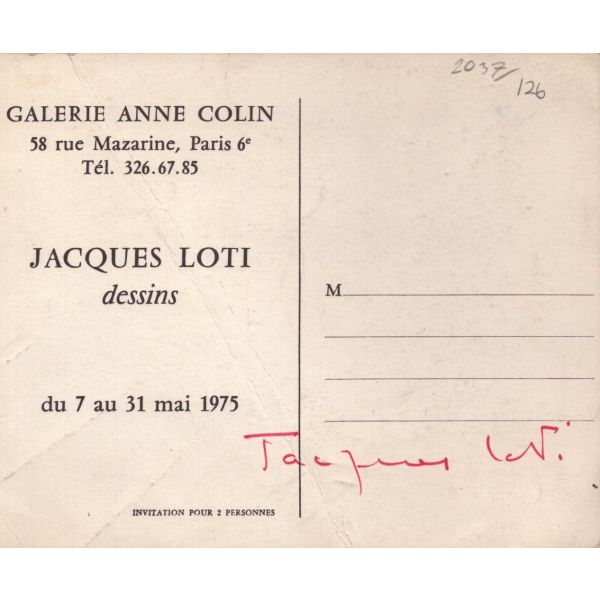 GALERIE ANNE COLIN
58 rue Mazarine, Paris 6e
Tél. 326.67.85
JACQUES LOTI
dessins
du 7 au 31 mai 1975
INVITATION POUR 2 PERSONNES
2037/126
M
Jacques Loti